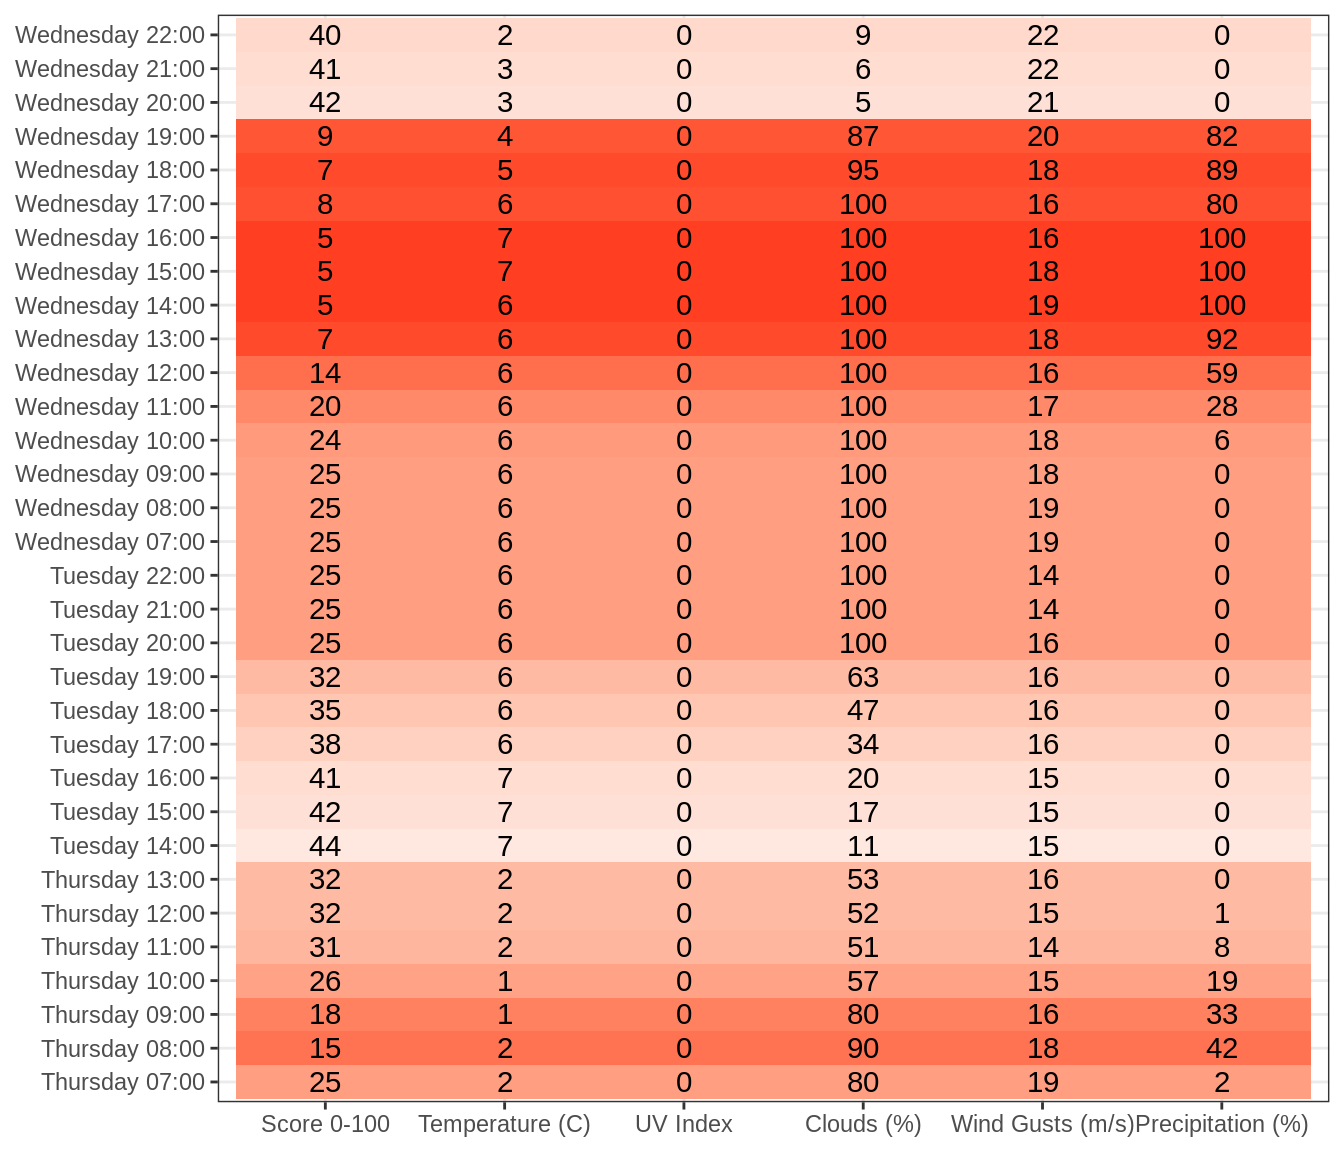 Wednesday 22:00 40 2 0 9 22 0
Wednesday 21:00 41 3 0 6 22 0
Wednesday 20:00 42 3 0 5 21 0
Wednesday 19:00 9 4 0 87 20 82
Wednesday 18:00 7 5 0 95 18 89
Wednesday 17:00 8 6 0 100 16 80
Wednesday 16:00 5 7 0 100 16 100
Wednesday 15:00 5 7 0 100 18 100
Wednesday 14:00 5 6 0 100 19 100
Wednesday 13:00 7 6 0 100 18 92
Wednesday 12:00 14 6 0 100 16 59
Wednesday 11:00 20 6 0 100 17 28
Wednesday 10:00 24 6 0 100 18 6
Wednesday 09:00 25 6 0 100 18 0
Wednesday 08:00 25 6 0 100 19 0
Wednesday 07:00 25 6 0 100 19 0
Tuesday 22:00 25 6 0 100 14 0
Tuesday 21:00 25 6 0 100 14 0
Tuesday 20:00 25 6 0 100 16 0
Tuesday 19:00 32 6 0 63 16 0
Tuesday 18:00 35 6 0 47 16 0
Tuesday 17:00 38 6 0 34 16 0
Tuesday 16:00 41 7 0 20 15 0
Tuesday 15:00 42 7 0 17 15 0
Tuesday 14:00 44 7 0 11 15 0
Thursday 13:00 32 2 0 53 16 0
Thursday 12:00 32 2 0 52 15 1
Thursday 11:00 31 2 0 51 14 8
Thursday 10:00 26 1 0 57 15 19
Thursday 09:00 18 1 0 80 16 33
Thursday 08:00 15 2 0 90 18 42
Thursday 07:00 25 2 0 80 19 2
Score 0-100 Temperature (C) UV Index Clouds (%) Wind Gusts (m/s) Precipitation (%)